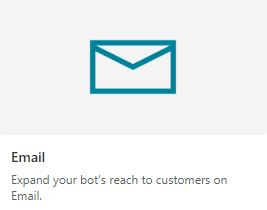 Email
Expand your bot's reach to customers on
Email.